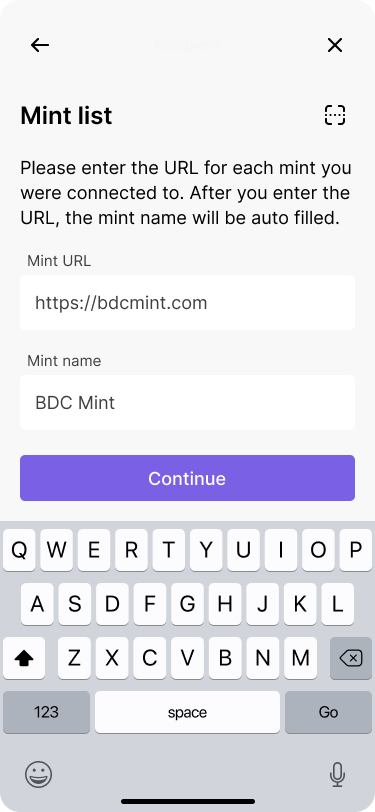 Mint list
Please enter the URL for each mint you
were connected to. After you enter the
URL, the mint name will be auto filled.
Mint URL
https://bdcmint.com
Mint name
BDC Mint
Continue
Q W E R T Y U I O P
A S D F G H J K L
Z X C V B N M
123 space Go